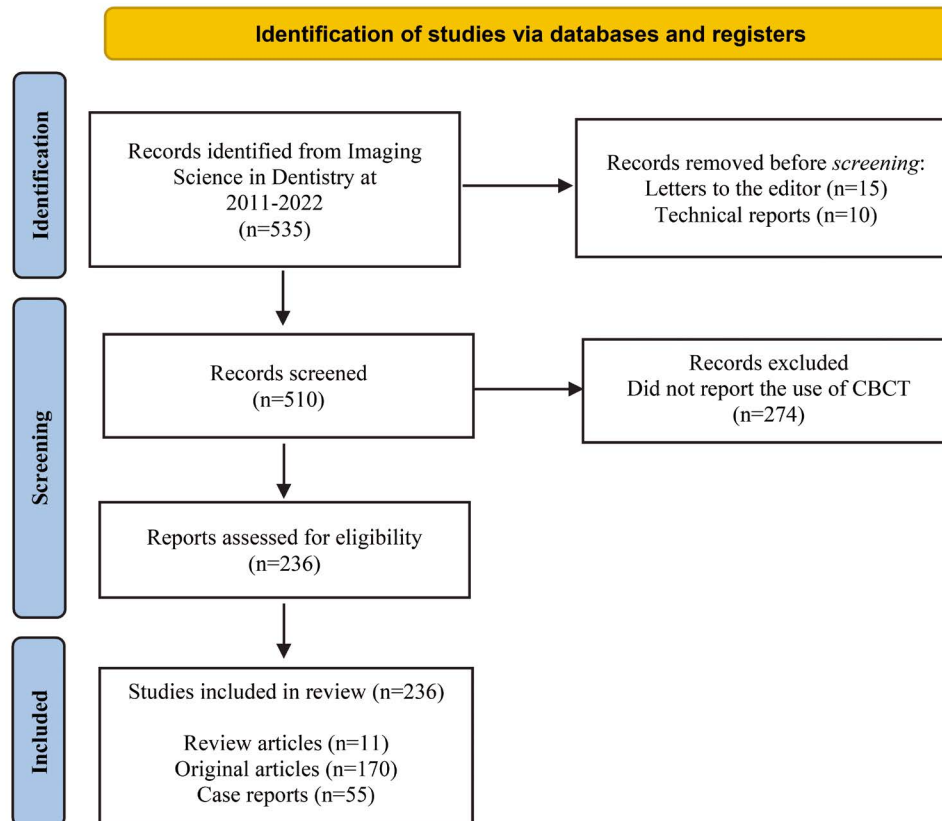 Identification of studies via databases and registers
Identification
Records identified from Imaging
Science in Dentistry at
2011-2022
(n=535)
Records removed before screening:
Letters to the editor (n=15)
Technical reports (n=10)
Screening
Records screened
(n=510)
Records excluded
Did not report the use of CBCT
(n=274)
Reports assessed for eligibility
(n=236)
Included
Studies included in review (n=236)
Review articles (n=11)
Original articles (n=170)
Case reports (n=55)